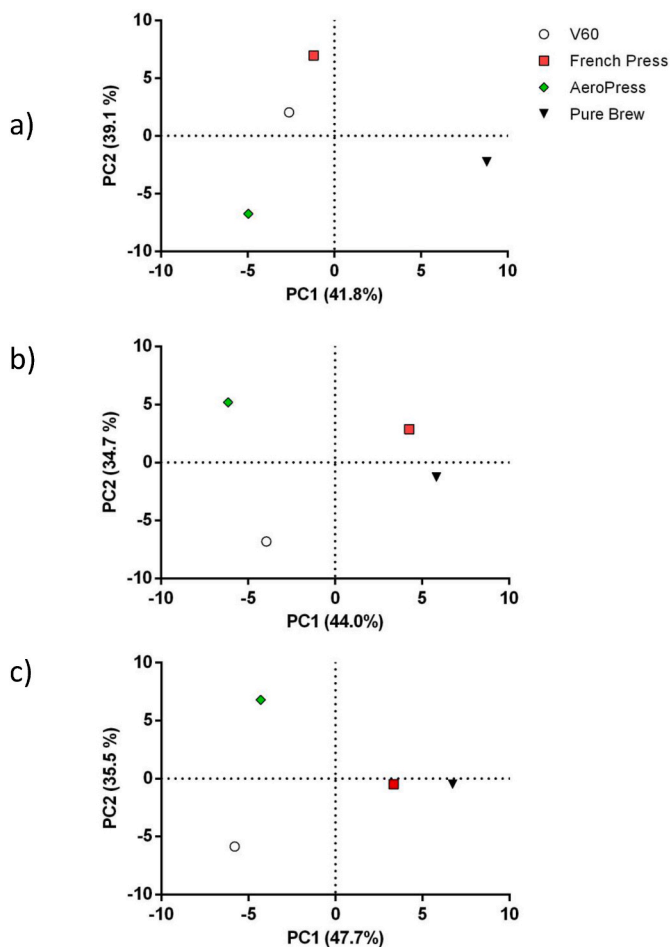 a)
PC2 (39.1 %)
10
5
0
-5
-10
-10 -5 0 5 10
PC1 (41.8%)
V60
French Press
AeroPress
Pure Brew
b)
PC2 (34.7 %)
10
5
0
-5
-10
-10 -5 0 5 10
PC1 (44.0%)
c)
PC2 (35.5 %)
10
5
0
-5
-10
-10 -5 0 5 10
PC1 (47.7%)